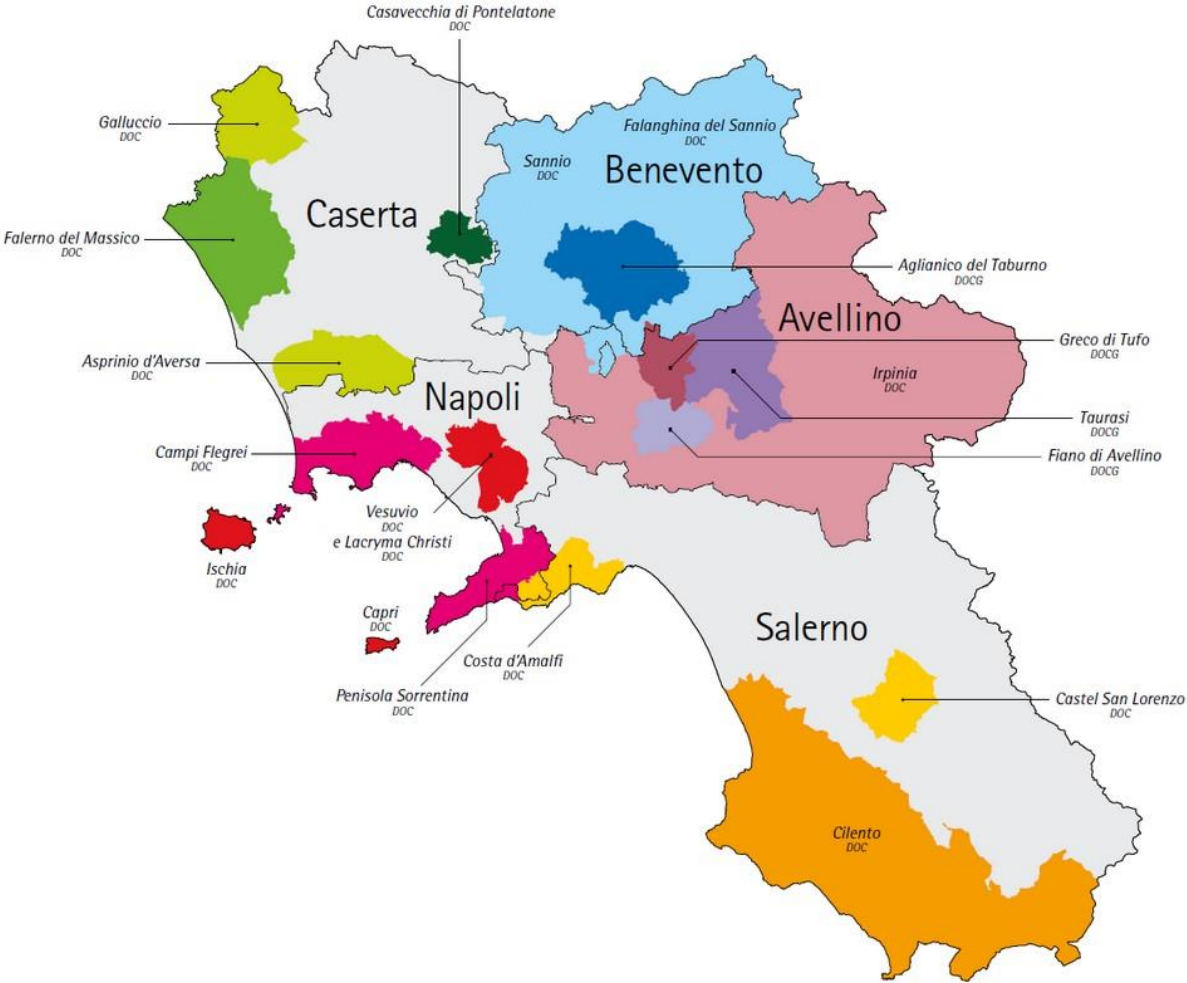 Casavecchia di Pontelatone
DOC
Galluccio
DOC
Falanghina del Sannio
DOC
Sannio
DOC
Benevento
Caserta
Falerno del Massico
DOC
Aglianico del Taburno
DOCG
Avellino
Greco di Tufo
DOCG
Asprinio d'Aversa
DOC
Irpinia
DOC
Napoli
Taurasi
DOCG
Campi Flegrei
DOC
Fiano di Avellino
DOCG
Vesuvio
DOC
e Lacryma Christi
DOC
Ischia
DOC
Capri
DOC
Salerno
Costa d'Amalfi
DOC
Penisola Sorrentina
DOC
Castel San Lorenzo
DOC
Cilento
DOC